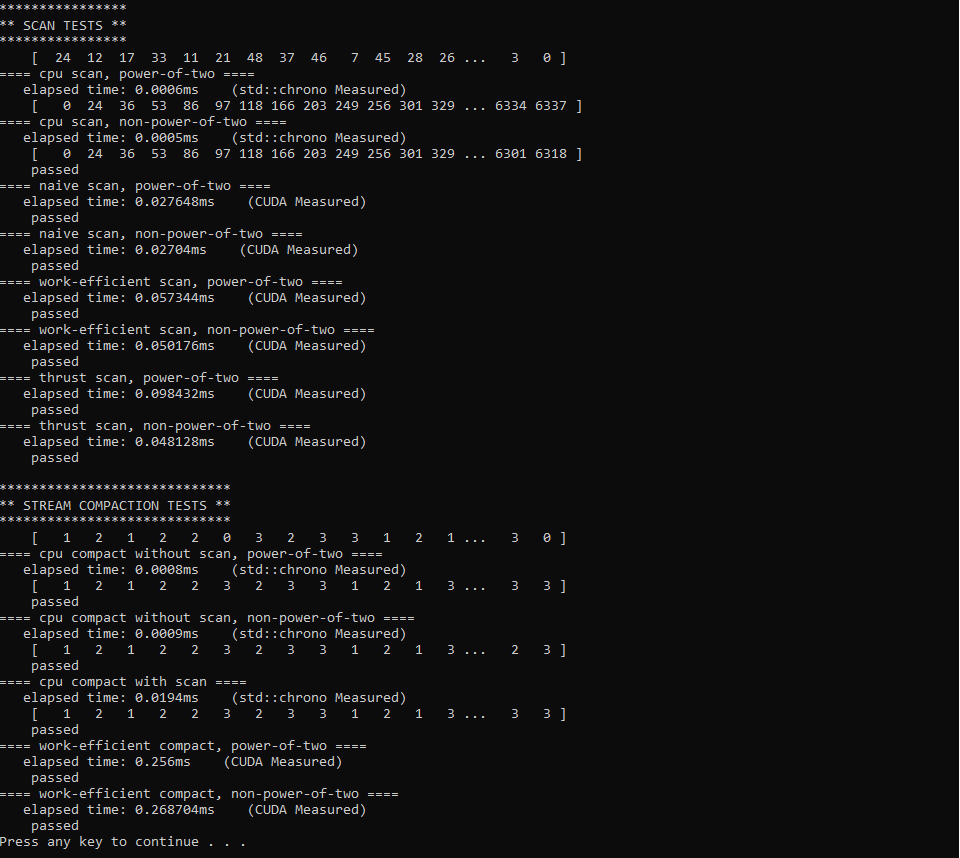 ****************
** SCAN TESTS **
****************
    [  24  12  17  33  11  21  48  37  46   7  45  28  26 ...   3   0 ]
==== cpu scan, power-of-two ====
   elapsed time: 0.0006ms    (std::chrono Measured)
    [   0  24  36  53  86  97 118 166 203 249 256 301 329 ... 6334 6337 ]
==== cpu scan, non-power-of-two ====
   elapsed time: 0.0005ms    (std::chrono Measured)
    [   0  24  36  53  86  97 118 166 203 249 256 301 329 ... 6301 6318 ]
    passed
==== naive scan, power-of-two ====
   elapsed time: 0.027648ms    (CUDA Measured)
    passed
==== naive scan, non-power-of-two ====
   elapsed time: 0.02704ms    (CUDA Measured)
    passed
==== work-efficient scan, power-of-two ====
   elapsed time: 0.057344ms    (CUDA Measured)
    passed
==== work-efficient scan, non-power-of-two ====
   elapsed time: 0.050176ms    (CUDA Measured)
    passed
==== thrust scan, power-of-two ====
   elapsed time: 0.098432ms    (CUDA Measured)
    passed
==== thrust scan, non-power-of-two ====
   elapsed time: 0.048128ms    (CUDA Measured)
    passed

*****************************
** STREAM COMPACTION TESTS **
*****************************
    [   1   2   1   2   2   0   3   2   3   3   1   2   1 ...   3   0 ]
==== cpu compact without scan, power-of-two ====
   elapsed time: 0.0008ms    (std::chrono Measured)
    [   1   2   1   2   2   3   2   3   3   1   2   1   3 ...   3   3 ]
    passed
==== cpu compact without scan, non-power-of-two ====
   elapsed time: 0.0009ms    (std::chrono Measured)
    [   1   2   1   2   2   3   2   3   3   1   2   1   3 ...   2   3 ]
    passed
==== cpu compact with scan ====
   elapsed time: 0.0194ms    (std::chrono Measured)
    [   1   2   1   2   2   3   2   3   3   1   2   1   3 ...   3   3 ]
    passed
==== work-efficient compact, power-of-two ====
   elapsed time: 0.256ms    (CUDA Measured)
    passed
==== work-efficient compact, non-power-of-two ====
   elapsed time: 0.268704ms    (CUDA Measured)
    passed
Press any key to continue . . .